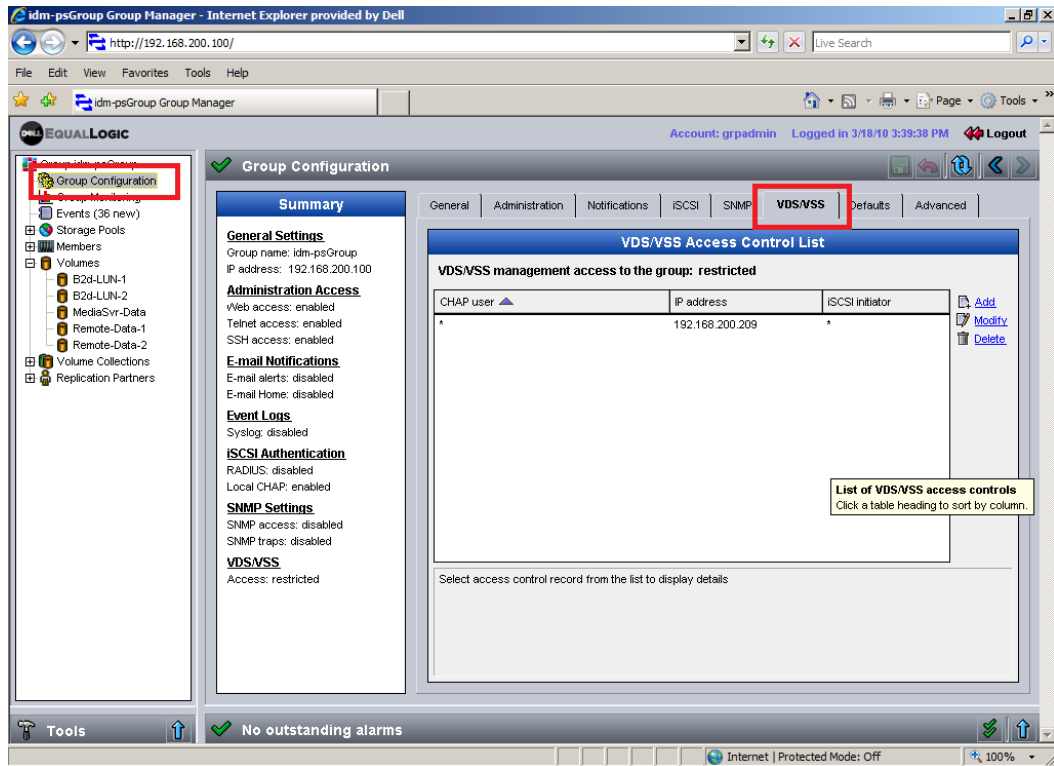 idm-psGroup Group Manager - Internet Explorer provided by Dell
http://192.168.200.100/
Live Search
File Edit View Favorites Tools Help
idm-psGroup Group Manager
Page Tools
DELL EQUALLOGIC
Account: grpadmin Logged in 3/18/10 3:39:38 PM Logout
Group idm-psGroup
Group Configuration
Group Monitoring
Events (36 new)
Storage Pools
Members
Volumes
B2d-LUN-1
B2d-LUN-2
MediaSvr-Data
Remote-Data-1
Remote-Data-2
Volume Collections
Replication Partners
Tools
Group Configuration
Summary
General Settings
Group name: idm-psGroup
IP address: 192.168.200.100
Administration Access
Web access: enabled
Telnet access: enabled
SSH access: enabled
E-mail Notifications
E-mail alerts: disabled
E-mail Home: disabled
Event Logs
Syslog: disabled
iSCSI Authentication
RADIUS: disabled
Local CHAP: enabled
SNMP Settings
SNMP access: disabled
SNMP traps: disabled
VDS/VSS
Access: restricted
General Administration Notifications iSCSI SNMP VDS/VSS Defaults Advanced
VDS/VSS Access Control List
VDS/VSS management access to the group: restricted
CHAP user IP address iSCSI initiator
* 192.168.200.209 *
Add
Modify
Delete
List of VDS/VSS access controls
Click a table heading to sort by column.
Select access control record from the list to display details
No outstanding alarms
Internet | Protected Mode: Off
100%